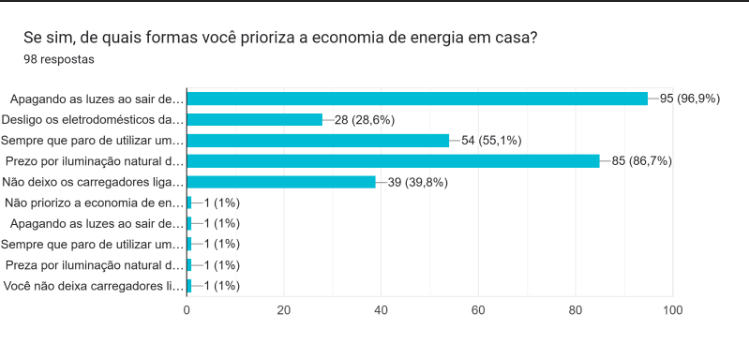 Se sim, de quais formas você prioriza a economia de energia em casa?
98 respostas
Apagando as luzes ao sair de… 95 (96,9%)
Desligo os eletrodomésticos da… 28 (28,6%)
Sempre que paro de utilizar um… 54 (55,1%)
Prezo por iluminação natural d… 85 (86,7%)
Não deixo os carregadores liga… 39 (39,8%)
Não priorizo a economia de en… 1 (1%)
Apagando as luzes ao sair de… 1 (1%)
Sempre que paro de utilizar um… 1 (1%)
Preza por iluminação natural d… 1 (1%)
Você não deixa carregadores li… 1 (1%)
0 20 40 60 80 100